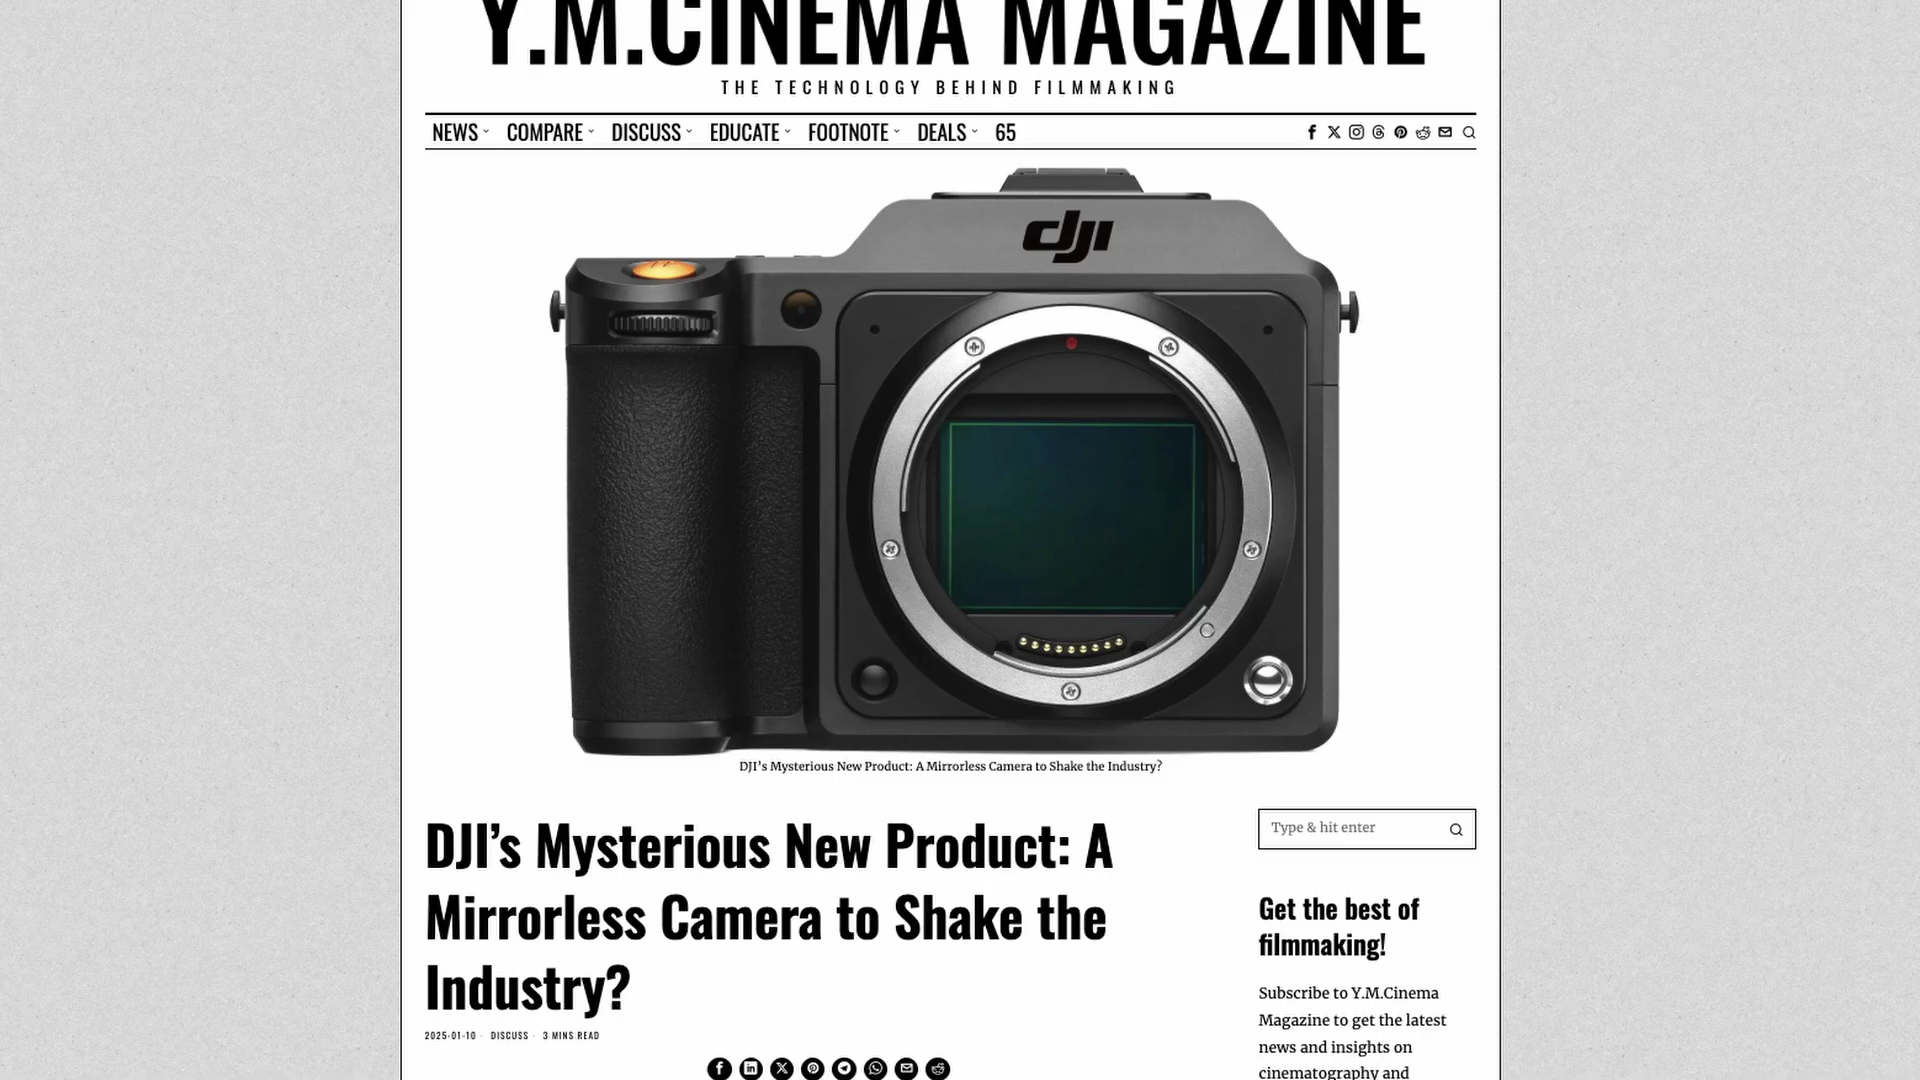 Y.M.CINEMA MAGAZINE
THE TECHNOLOGY BEHIND FILMMAKING
NEWS COMPARE DISCUSS EDUCATE FOOTNOTE DEALS 65
dji
DJI's Mysterious New Product: A Mirrorless Camera to Shake the Industry?
DJI’s Mysterious New Product: A
Mirrorless Camera to Shake the
Industry?
2025-01-10 · DISCUSS · 3 MINS READ
Type & hit enter
Get the best of
filmmaking!
Subscribe to Y.M.Cinema
Magazine to get the latest
news and insights on
cinematography and